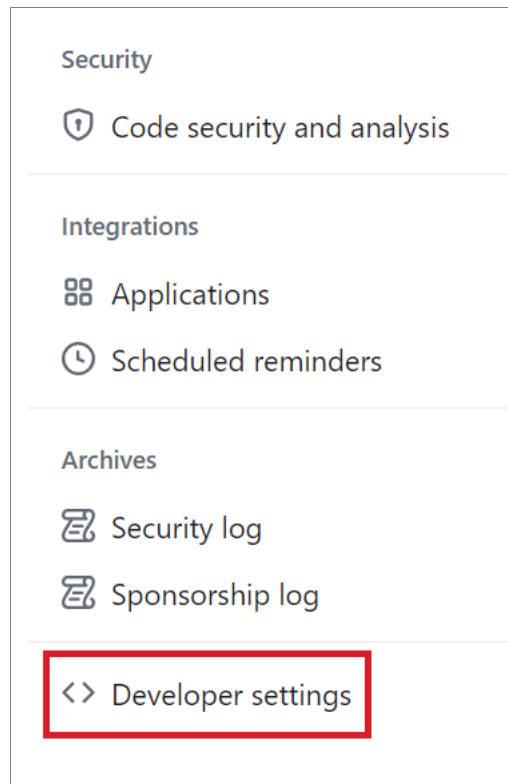 Security
Code security and analysis
Integrations
Applications
Scheduled reminders
Archives
Security log
Sponsorship log
Developer settings